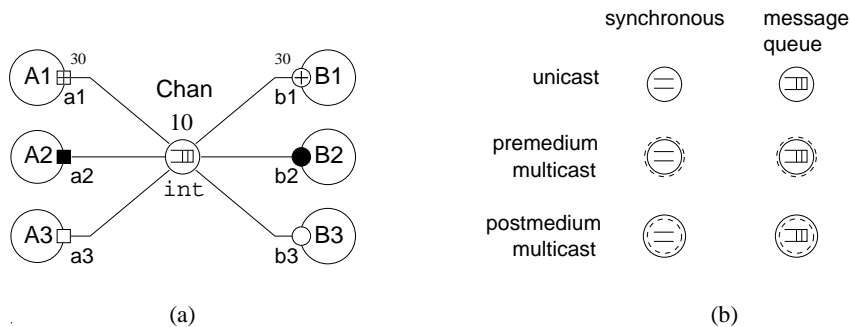 30
A1
a1
Chan
10
30
B1
b1
A2
a2
int
B2
b2
A3
a3
B3
b3
(a)
synchronous
message
queue
unicast
premedium
multicast
postmedium
multicast
(b)